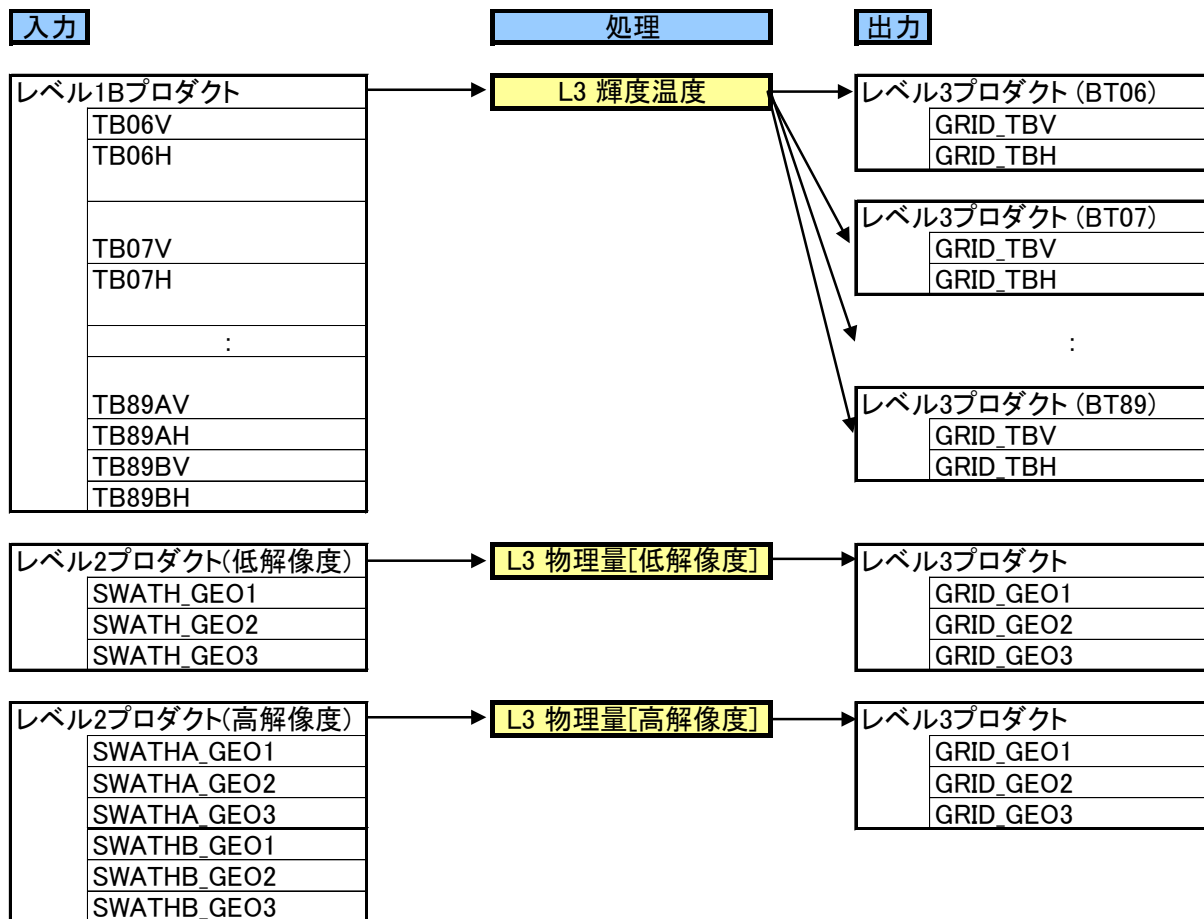 入力
処理
出力
レベル1Bプロダクト
TB06V
TB06H
TB07V
TB07H
:
TB89AV
TB89AH
TB89BV
TB89BH
L3 輝度温度
レベル3プロダクト (BT06)
GRID_TBV
GRID_TBH
レベル3プロダクト (BT07)
GRID_TBV
GRID_TBH
:
レベル3プロダクト (BT89)
GRID_TBV
GRID_TBH
レベル2プロダクト(低解像度)
SWATH_GEO1
SWATH_GEO2
SWATH_GEO3
L3 物理量[低解像度]
レベル3プロダクト
GRID_GEO1
GRID_GEO2
GRID_GEO3
レベル2プロダクト(高解像度)
SWATHA_GEO1
SWATHA_GEO2
SWATHA_GEO3
SWATHB_GEO1
SWATHB_GEO2
SWATHB_GEO3
L3 物理量[高解像度]
レベル3プロダクト
GRID_GEO1
GRID_GEO2
GRID_GEO3